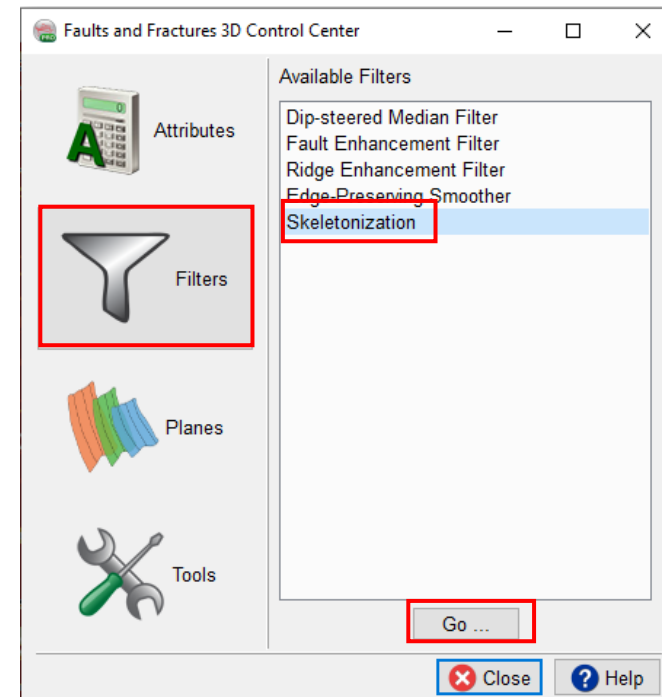 Faults and Fractures 3D Control Center
Attributes
Filters
Planes
Tools
Available Filters
Dip-steered Median Filter
Fault Enhancement Filter
Ridge Enhancement Filter
Edge-Preserving Smoother
Skeletonization
Go ...
Close
Help